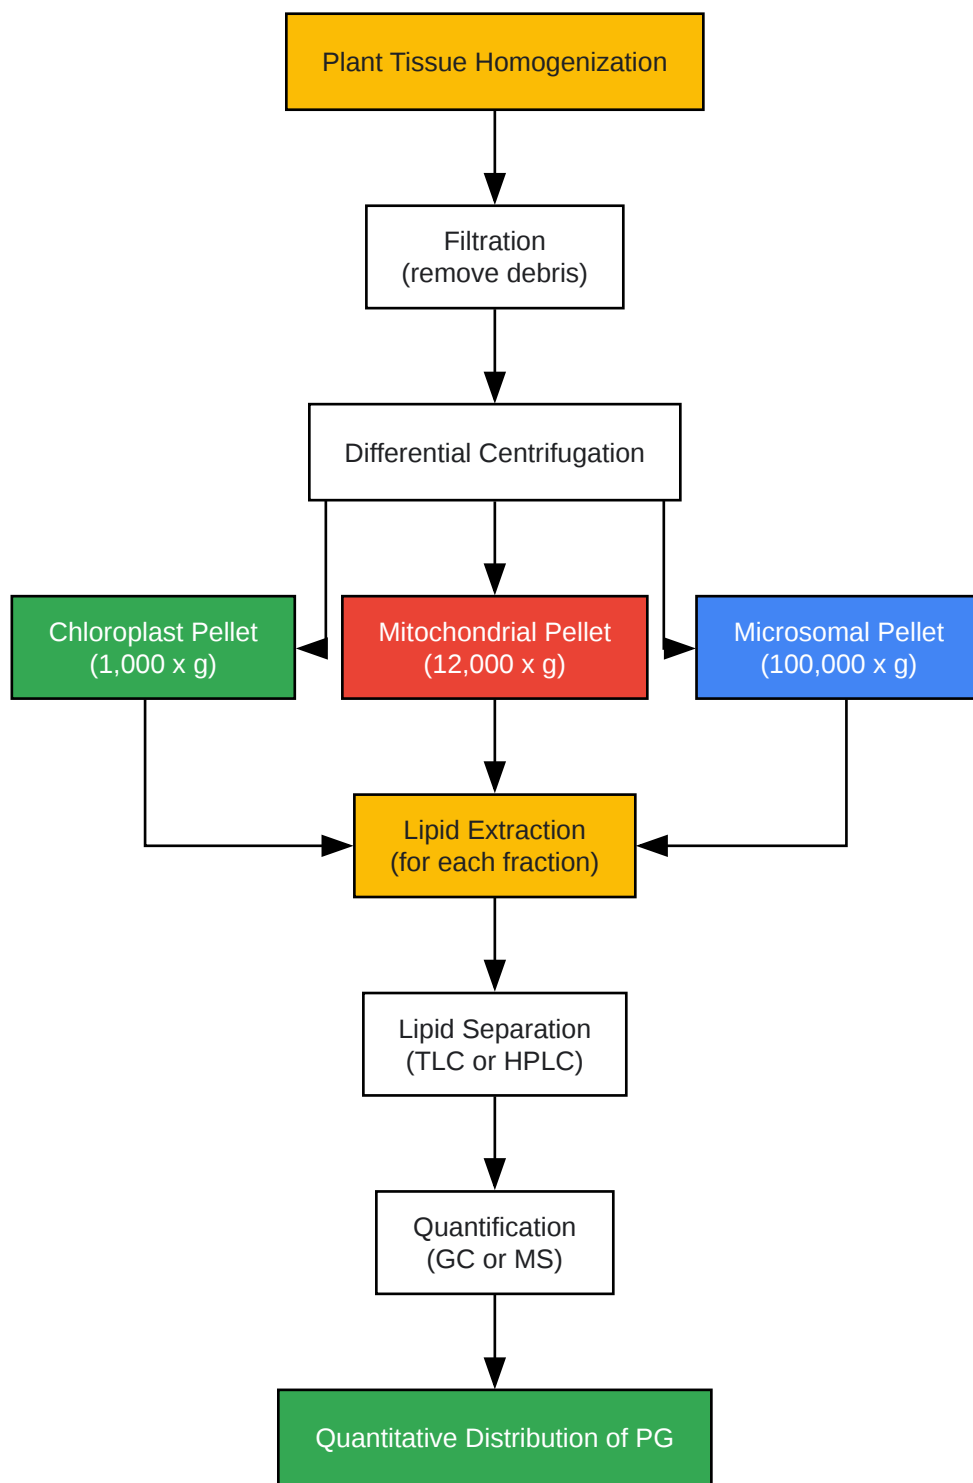 Plant Tissue Homogenization
Filtration
(remove debris)
Differential Centrifugation
Chloroplast Pellet
(1,000 x g)
Mitochondrial Pellet
(12,000 x g)
Microsomal Pellet
(100,000 x g)
Lipid Extraction
(for each fraction)
Lipid Separation
(TLC or HPLC)
Quantification
(GC or MS)
Quantitative Distribution of PG